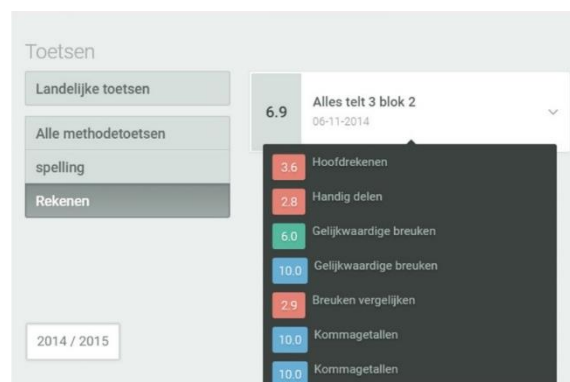 Toetsen
Landelijke toetsen
Alle methodetoetsen
spelling
Rekenen
2014 / 2015
6.9
Alles telt 3 blok 2
06-11-2014
3.6 Hoofdrekenen
2.8 Handig delen
6.0 Gelijkwaardige breuken
10.0 Gelijkwaardige breuken
2.9 Breuken vergelijken
10.0 Kommagetallen
10.0 Kommagetallen